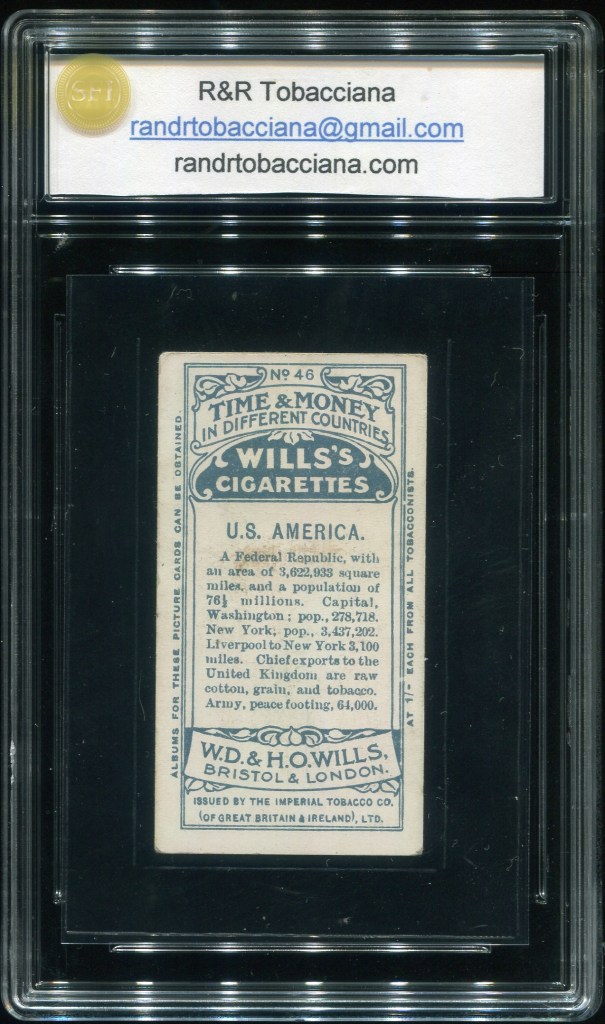 SFI
R&R Tobacciana
randrtobacciana@gmail.com
randrtobacciana.com
Nº 46
TIME & MONEY
IN DIFFERENT COUNTRIES
WILLS'S
CIGARETTES
U.S. AMERICA.
A Federal Republic, with
an area of 3,622,933 square
miles, and a population of
76½ millions. Capital,
Washington; pop., 278,718.
New York, pop., 3,437,202.
Liverpool to New York 3,100
miles. Chief exports to the
United Kingdom are raw
cotton, grain, and tobacco.
Army, peace footing, 64,000.
W.D. & H.O. WILLS,
BRISTOL & LONDON.
ISSUED BY THE IMPERIAL TOBACCO CO.
(OF GREAT BRITAIN & IRELAND), LTD.
ALBUMS FOR THESE PICTURE CARDS CAN BE OBTAINED.
AT 1/- EACH FROM ALL TOBACCONISTS.